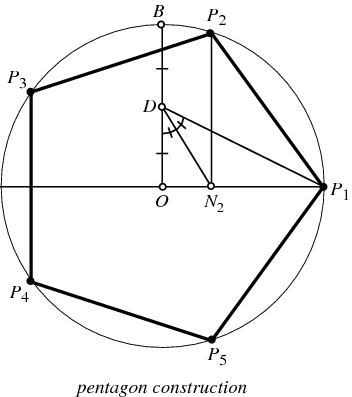 B
P2
P3
D
O
N2
P1
P4
P5
pentagon construction